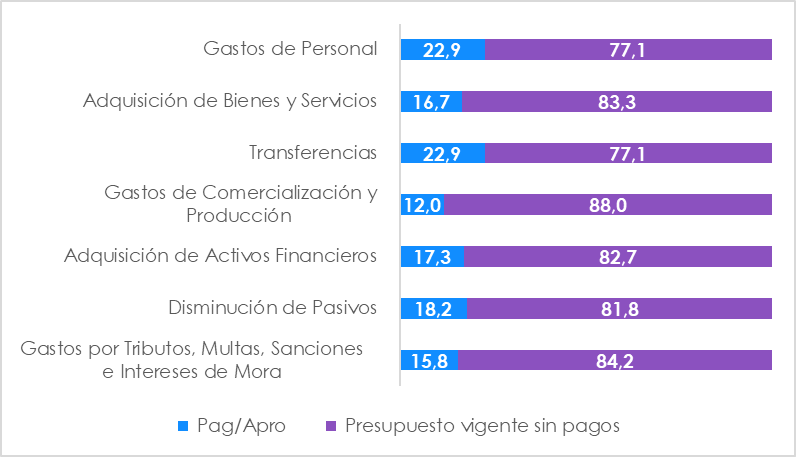 Gastos de Personal
22,9 77,1
Adquisición de Bienes y Servicios
16,7 83,3
Transferencias
22,9 77,1
Gastos de Comercialización y
Producción
12,0 88,0
Adquisición de Activos Financieros
17,3 82,7
Disminución de Pasivos
18,2 81,8
Gastos por Tributos, Multas, Sanciones
e Intereses de Mora
15,8 84,2
Pag/Apro Presupuesto vigente sin pagos